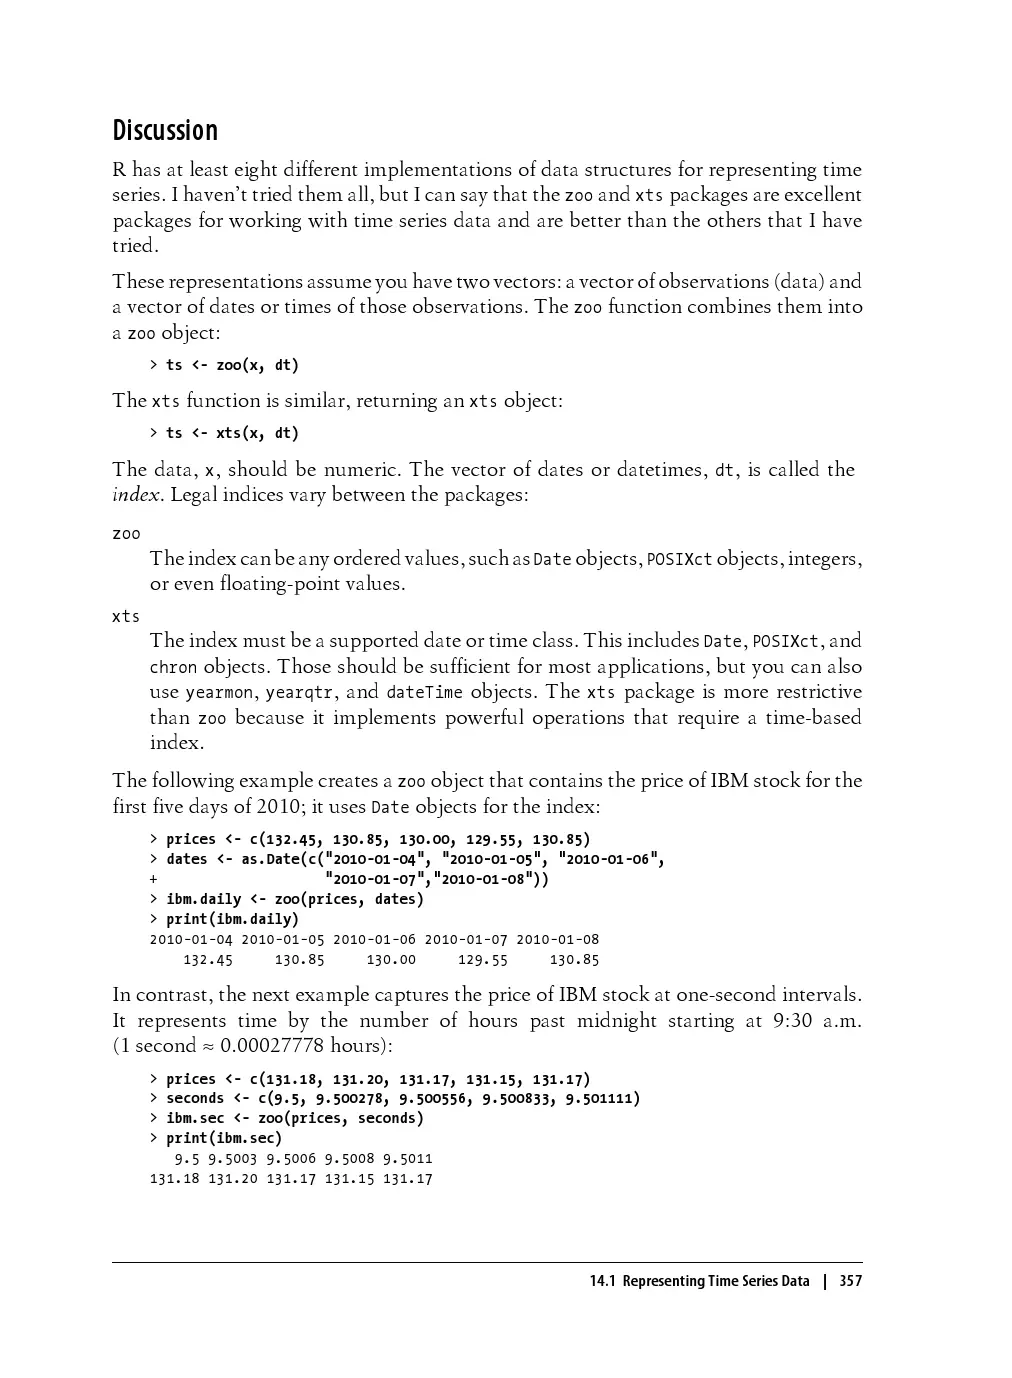 Discussion
R has at least eight different implementations of data structures for representing time
series. I haven’t tried them all, but I can say that the zoo and xts packages are excellent
packages for working with time series data and are better than the others that I have
tried.
These representations assume you have two vectors: a vector of observations (data) and
a vector of dates or times of those observations. The zoo function combines them into
a zoo object:
> ts <- zoo(x, dt)
The xts function is similar, returning an xts object:
> ts <- xts(x, dt)
The data, x, should be numeric. The vector of dates or datetimes, dt, is called the
index. Legal indices vary between the packages:
zoo
The index can be any ordered values, such as Date objects, POSIXct objects, integers,
or even floating-point values.
xts
The index must be a supported date or time class. This includes Date, POSIXct, and
chron objects. Those should be sufficient for most applications, but you can also
use yearmon, yearqtr, and dateTime objects. The xts package is more restrictive
than zoo because it implements powerful operations that require a time-based
index.
The following example creates a zoo object that contains the price of IBM stock for the
first five days of 2010; it uses Date objects for the index:
> prices <- c(132.45, 130.85, 130.00, 129.55, 130.85)
> dates <- as.Date(c("2010-01-04", "2010-01-05", "2010-01-06",
+                    "2010-01-07","2010-01-08"))
> ibm.daily <- zoo(prices, dates)
> print(ibm.daily)
2010-01-04 2010-01-05 2010-01-06 2010-01-07 2010-01-08
    132.45     130.85     130.00     129.55     130.85
In contrast, the next example captures the price of IBM stock at one-second intervals.
It represents time by the number of hours past midnight starting at 9:30 a.m.
(1 second ≈ 0.00027778 hours):
> prices <- c(131.18, 131.20, 131.17, 131.15, 131.17)
> seconds <- c(9.5, 9.500278, 9.500556, 9.500833, 9.501111)
> ibm.sec <- zoo(prices, seconds)
> print(ibm.sec)
   9.5 9.5003 9.5006 9.5008 9.5011
131.18 131.20 131.17 131.15 131.17
14.1 Representing Time Series Data | 357